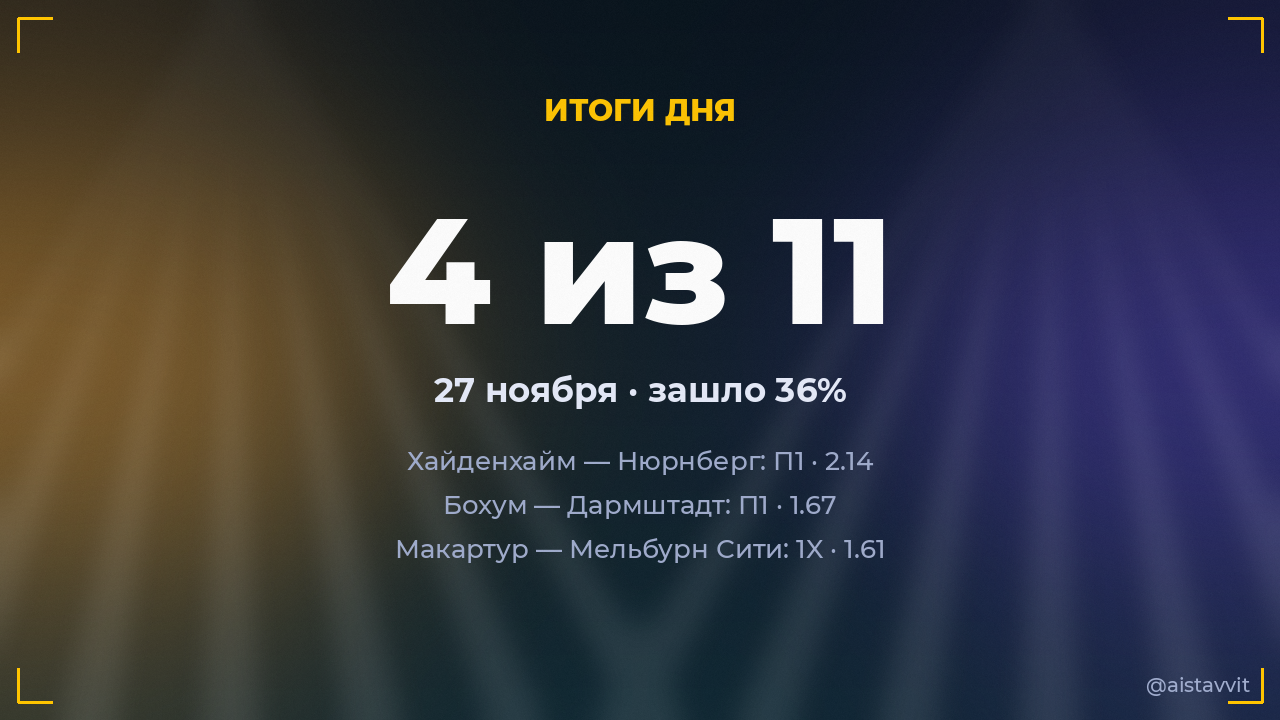 ИТОГИ ДНЯ
4 из 11
27 ноября · зашло 36%
Хайденхайм — Нюрнберг: П1 · 2.14
Бохум — Дармштадт: П1 · 1.67
Макартур — Мельбурн Сити: 1Х · 1.61
@aistavvit